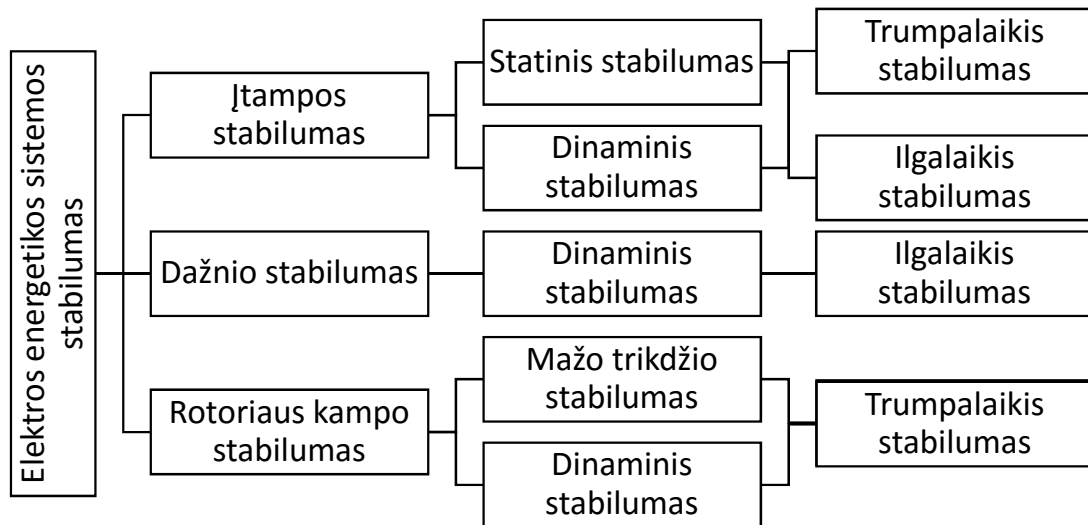 Elektros energetikos sistemos
stabilumas
Įtampos
stabilumas
Statinis stabilumas
Dinaminis
stabilumas
Trumpalaikis
stabilumas
Ilgalaikis
stabilumas
Dažnio stabilumas
Dinaminis
stabilumas
Ilgalaikis
stabilumas
Rotoriaus kampo
stabilumas
Mažo trikdžio
stabilumas
Dinaminis
stabilumas
Trumpalaikis
stabilumas